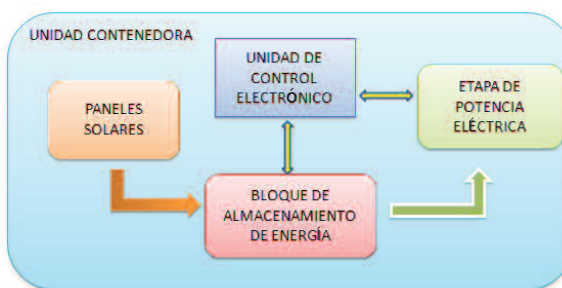 UNIDAD CONTENEDORA
UNIDAD DE
CONTROL
ELECTRÓNICO
ETAPA DE
POTENCIA
ELÉCTRICA
PANELES
SOLARES
BLOQUE DE
ALMACENAMIENTO
DE ENERGÍA